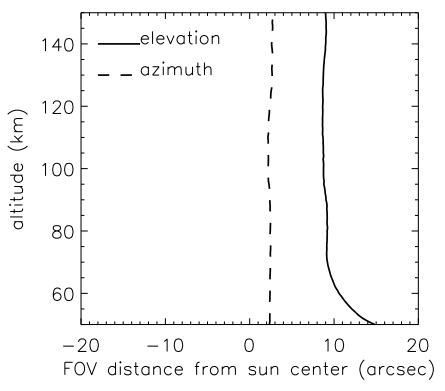 140
elevation
azimuth
120
altitude (km)
100
80
60
−20 −10 0 10 20
FOV distance from sun center (arcsec)